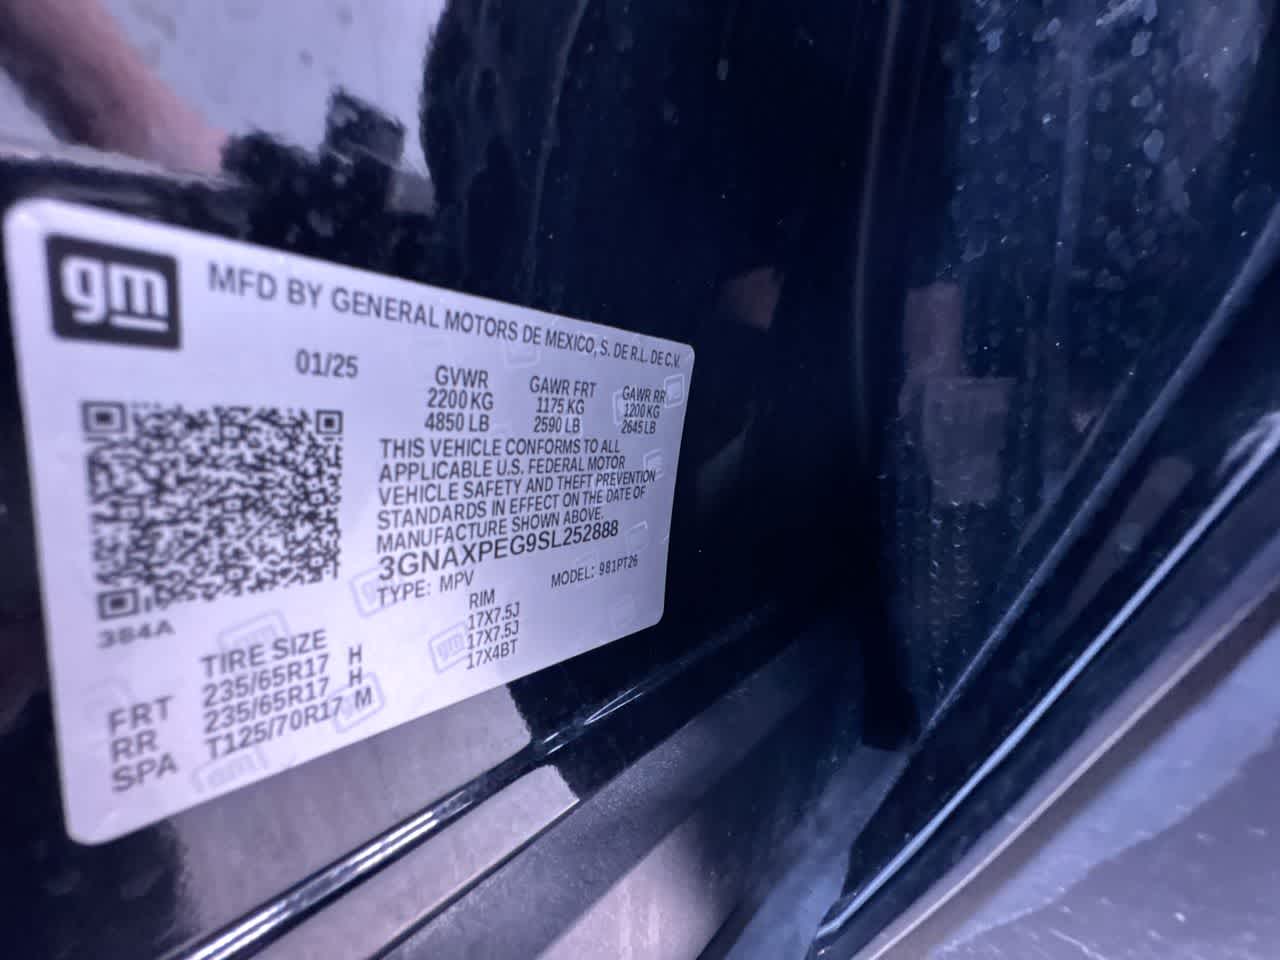 gm
MFD BY GENERAL MOTORS DE MEXICO, S. DE R.L. DE C.V.
01/25
GVWR GAWR FRT GAWR RR
2200 KG 1175 KG 1200 KG
4850 LB 2590 LB 2645 LB
THIS VEHICLE CONFORMS TO ALL
APPLICABLE U.S. FEDERAL MOTOR
VEHICLE SAFETY AND THEFT PREVENTION
STANDARDS IN EFFECT ON THE DATE OF
MANUFACTURE SHOWN ABOVE.
3GNAXPEG9SL252888
TYPE: MPV MODEL: 981PT26
384A
TIRE SIZE RIM
FRT 235/65R17 H 17X7.5J
RR 235/65R17 H 17X7.5J
SPA T125/70R17 M 17X4BT